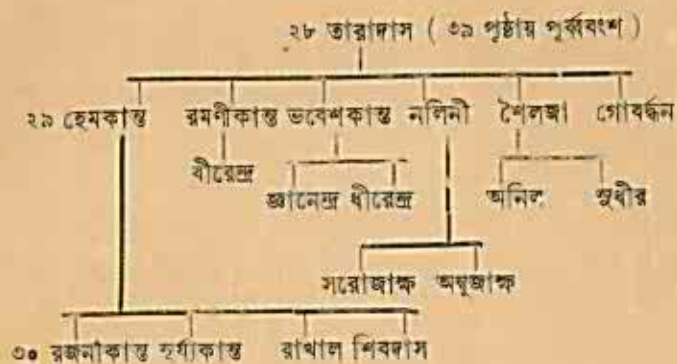 ২৮ তারাদাস ( ৩৯ পৃষ্ঠায় পূর্ব্ববংশ )
২৯ হেমকান্ত রমণীকান্ত ভবেশকান্ত নলিনী শৈলজা গোবর্দ্ধন
ধীরেন্দ্র
জ্ঞানেন্দ্র ধীরেন্দ্র অনিল সুধীর
সরোজাক্ষ অম্বুজাক্ষ
৩০ রজনীকান্ত সূর্য্যকান্ত রাখাল শিবদাস